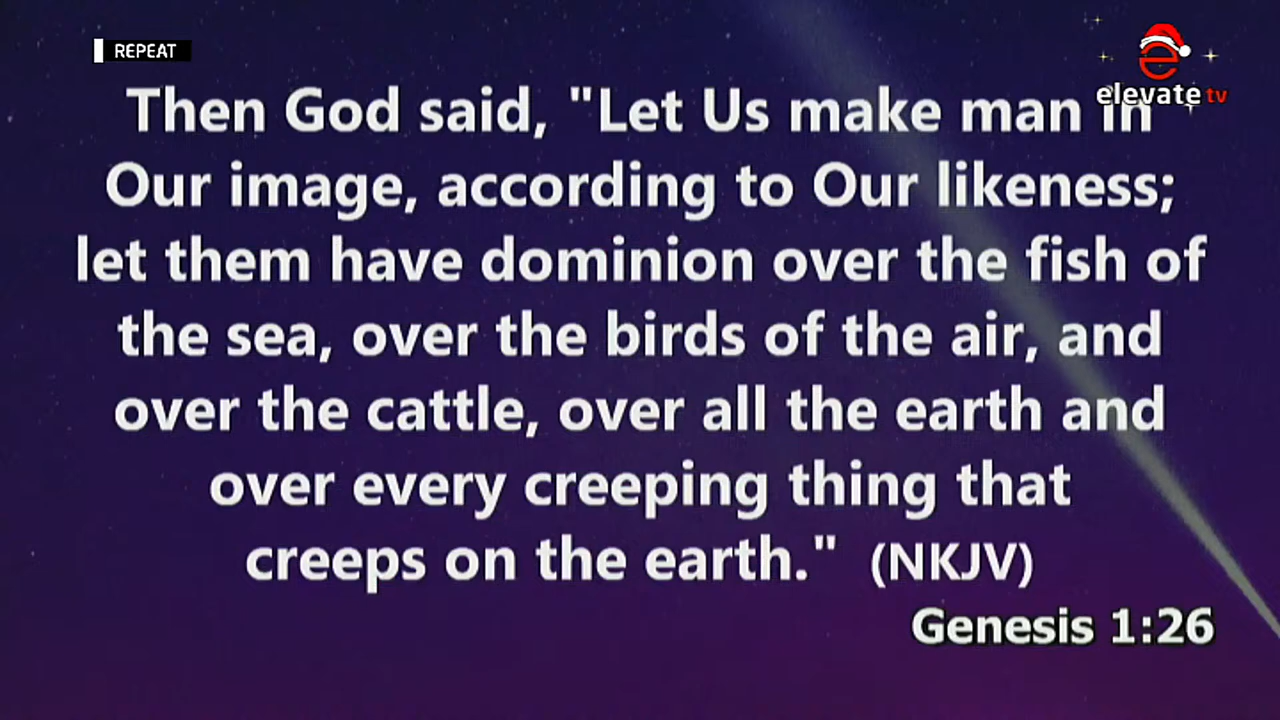 REPEAT
elevate tv
Then God said, "Let Us make man in
Our image, according to Our likeness;
let them have dominion over the fish of
the sea, over the birds of the air, and
over the cattle, over all the earth and
over every creeping thing that
creeps on the earth." (NKJV)
Genesis 1:26